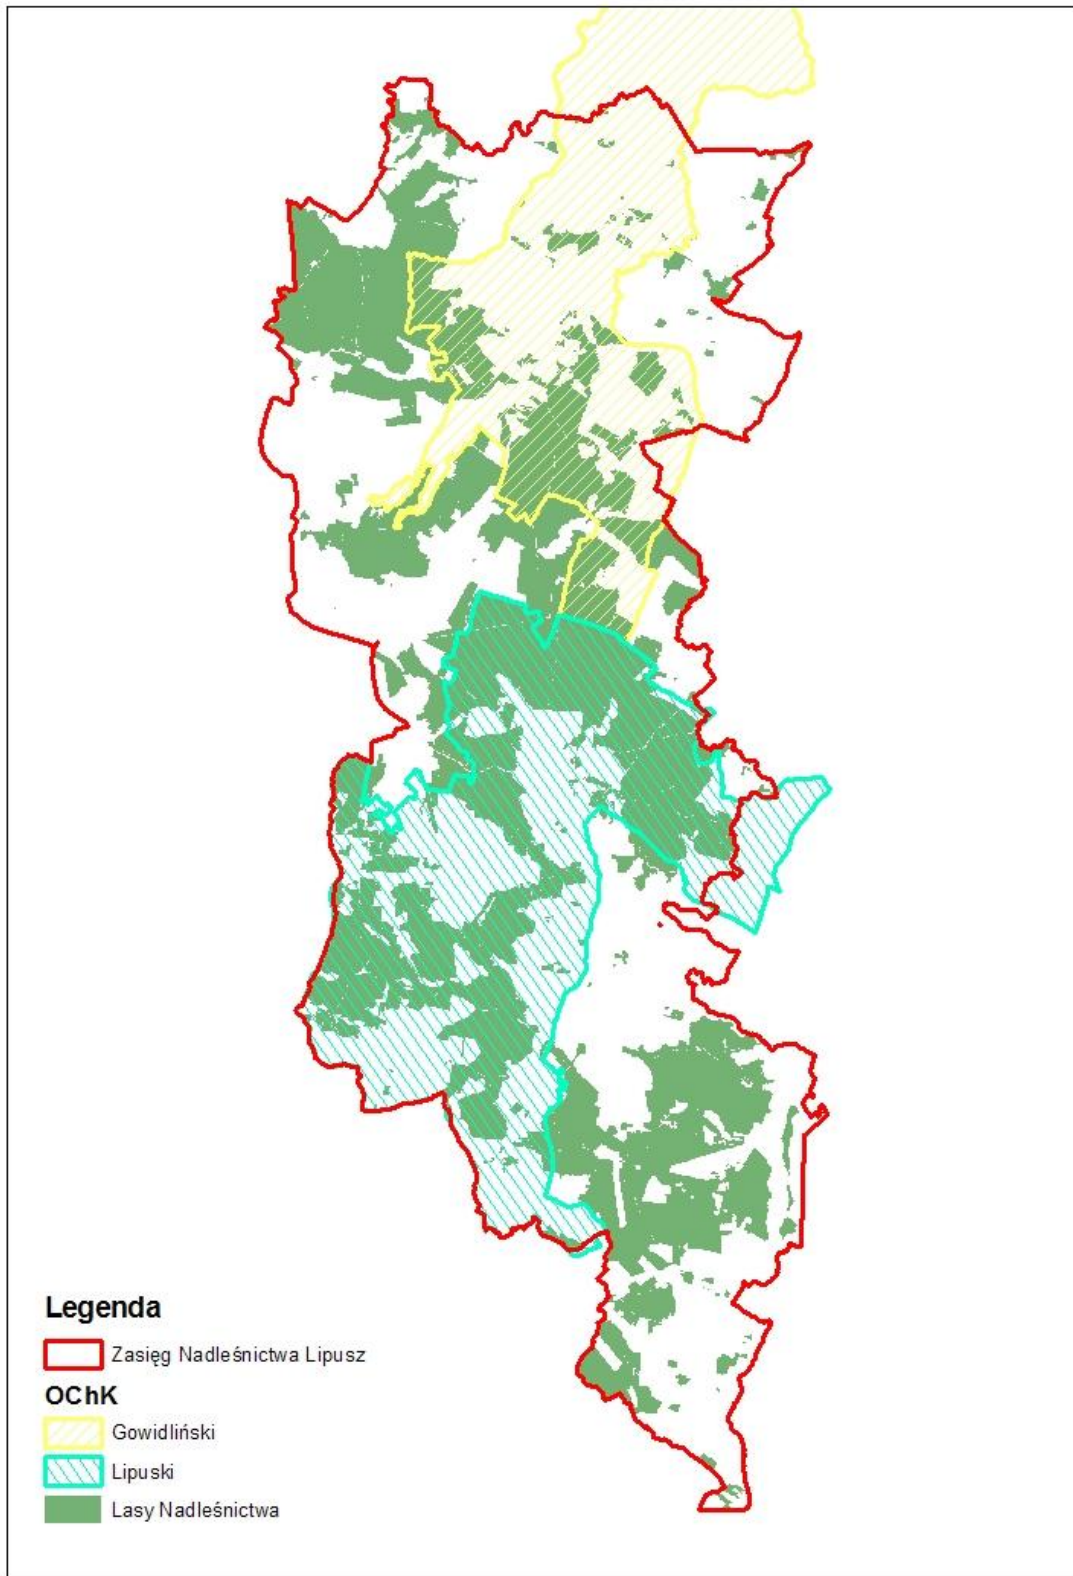 Legenda
Zasięg Nadleśnictwa Lipusz
OChK
Gowidliński
Lipuski
Lasy Nadleśnictwa